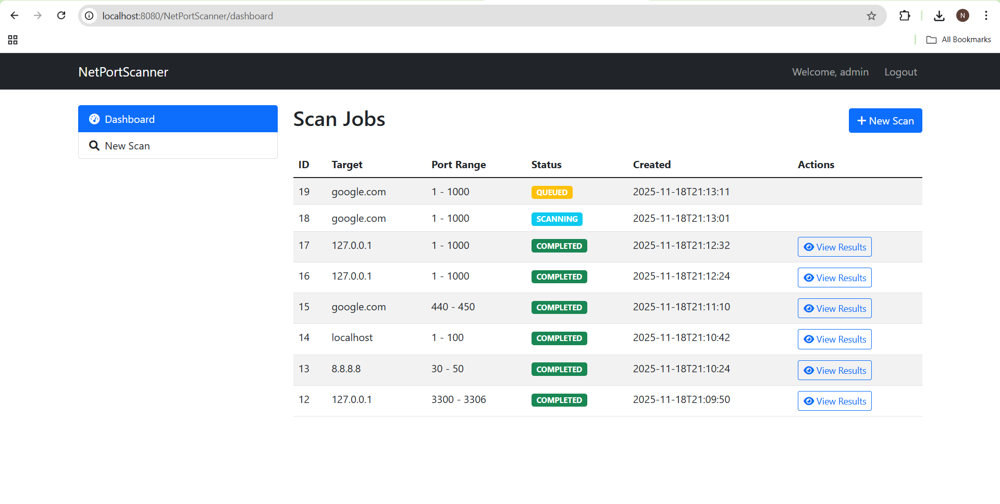 localhost:8080/NetPortScanner/dashboard
N
All Bookmarks
NetPortScanner
Welcome, admin Logout
Dashboard
New Scan
Scan Jobs
New Scan
ID Target Port Range Status Created Actions
19 google.com 1 - 1000 QUEUED 2025-11-18T21:13:11
18 google.com 1 - 1000 SCANNING 2025-11-18T21:13:01
17 127.0.0.1 1 - 1000 COMPLETED 2025-11-18T21:12:32 View Results
16 127.0.0.1 1 - 1000 COMPLETED 2025-11-18T21:12:24 View Results
15 google.com 440 - 450 COMPLETED 2025-11-18T21:11:10 View Results
14 localhost 1 - 100 COMPLETED 2025-11-18T21:10:42 View Results
13 8.8.8.8 30 - 50 COMPLETED 2025-11-18T21:10:24 View Results
12 127.0.0.1 3300 - 3306 COMPLETED 2025-11-18T21:09:50 View Results